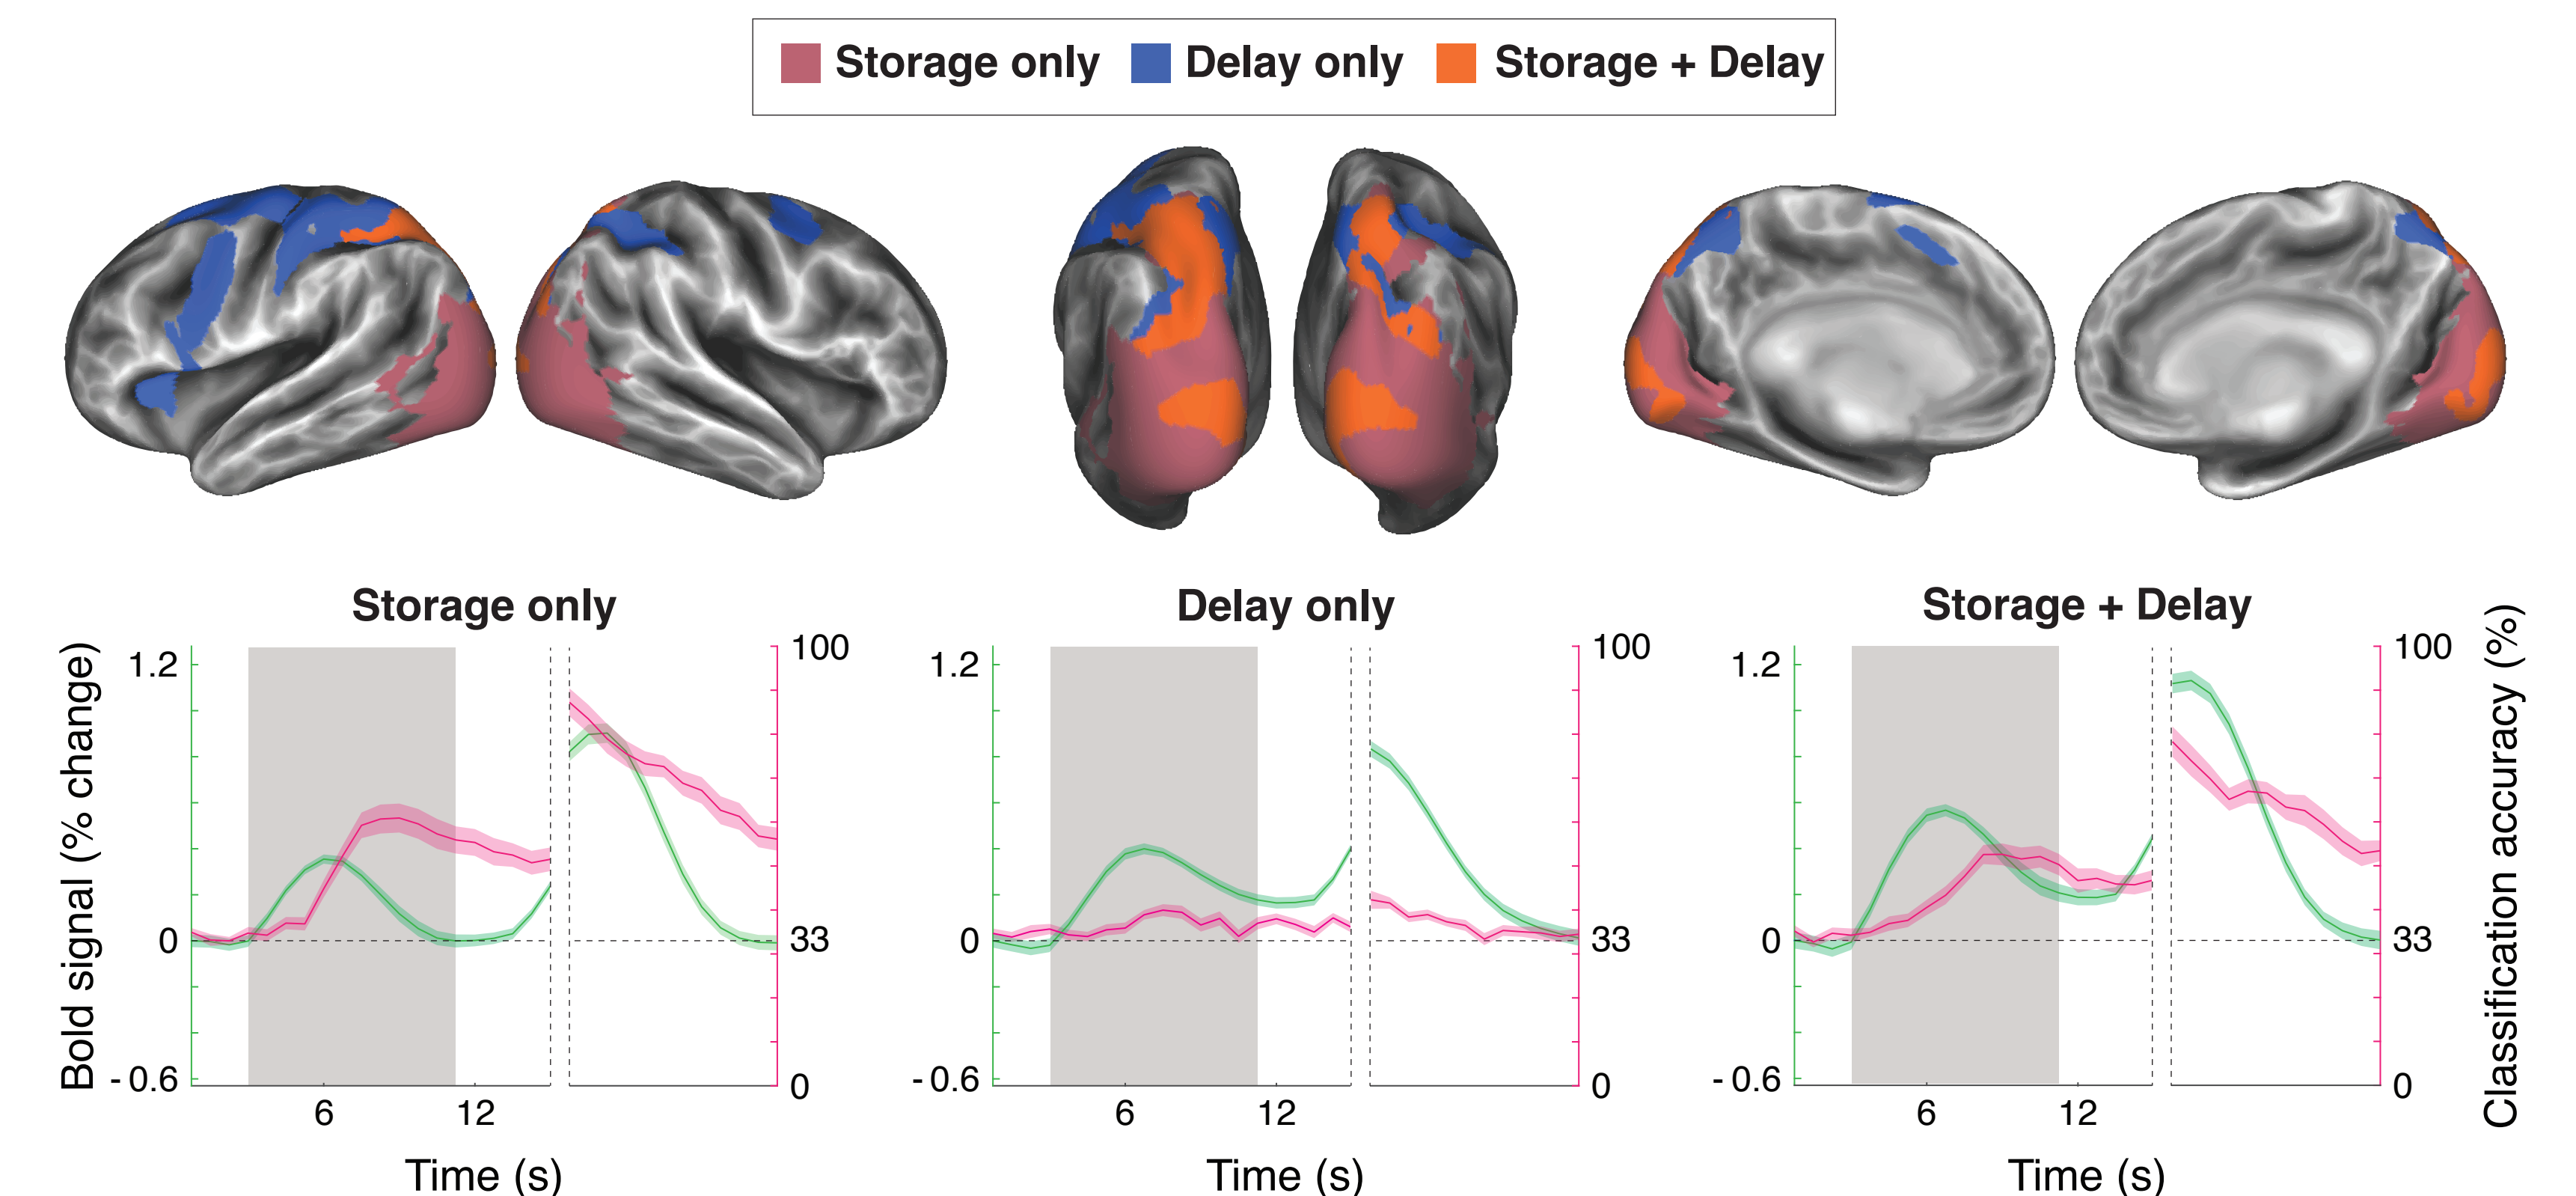 Storage only Delay only Storage + Delay
Storage only
Delay only
Storage + Delay
Bold signal (% change)
1.2
0
- 0.6
100
33
0
6 12
Time (s)
1.2
0
- 0.6
100
33
0
6 12
Time (s)
1.2
0
- 0.6
100
33
0
6 12
Time (s)
Classification accuracy (%)